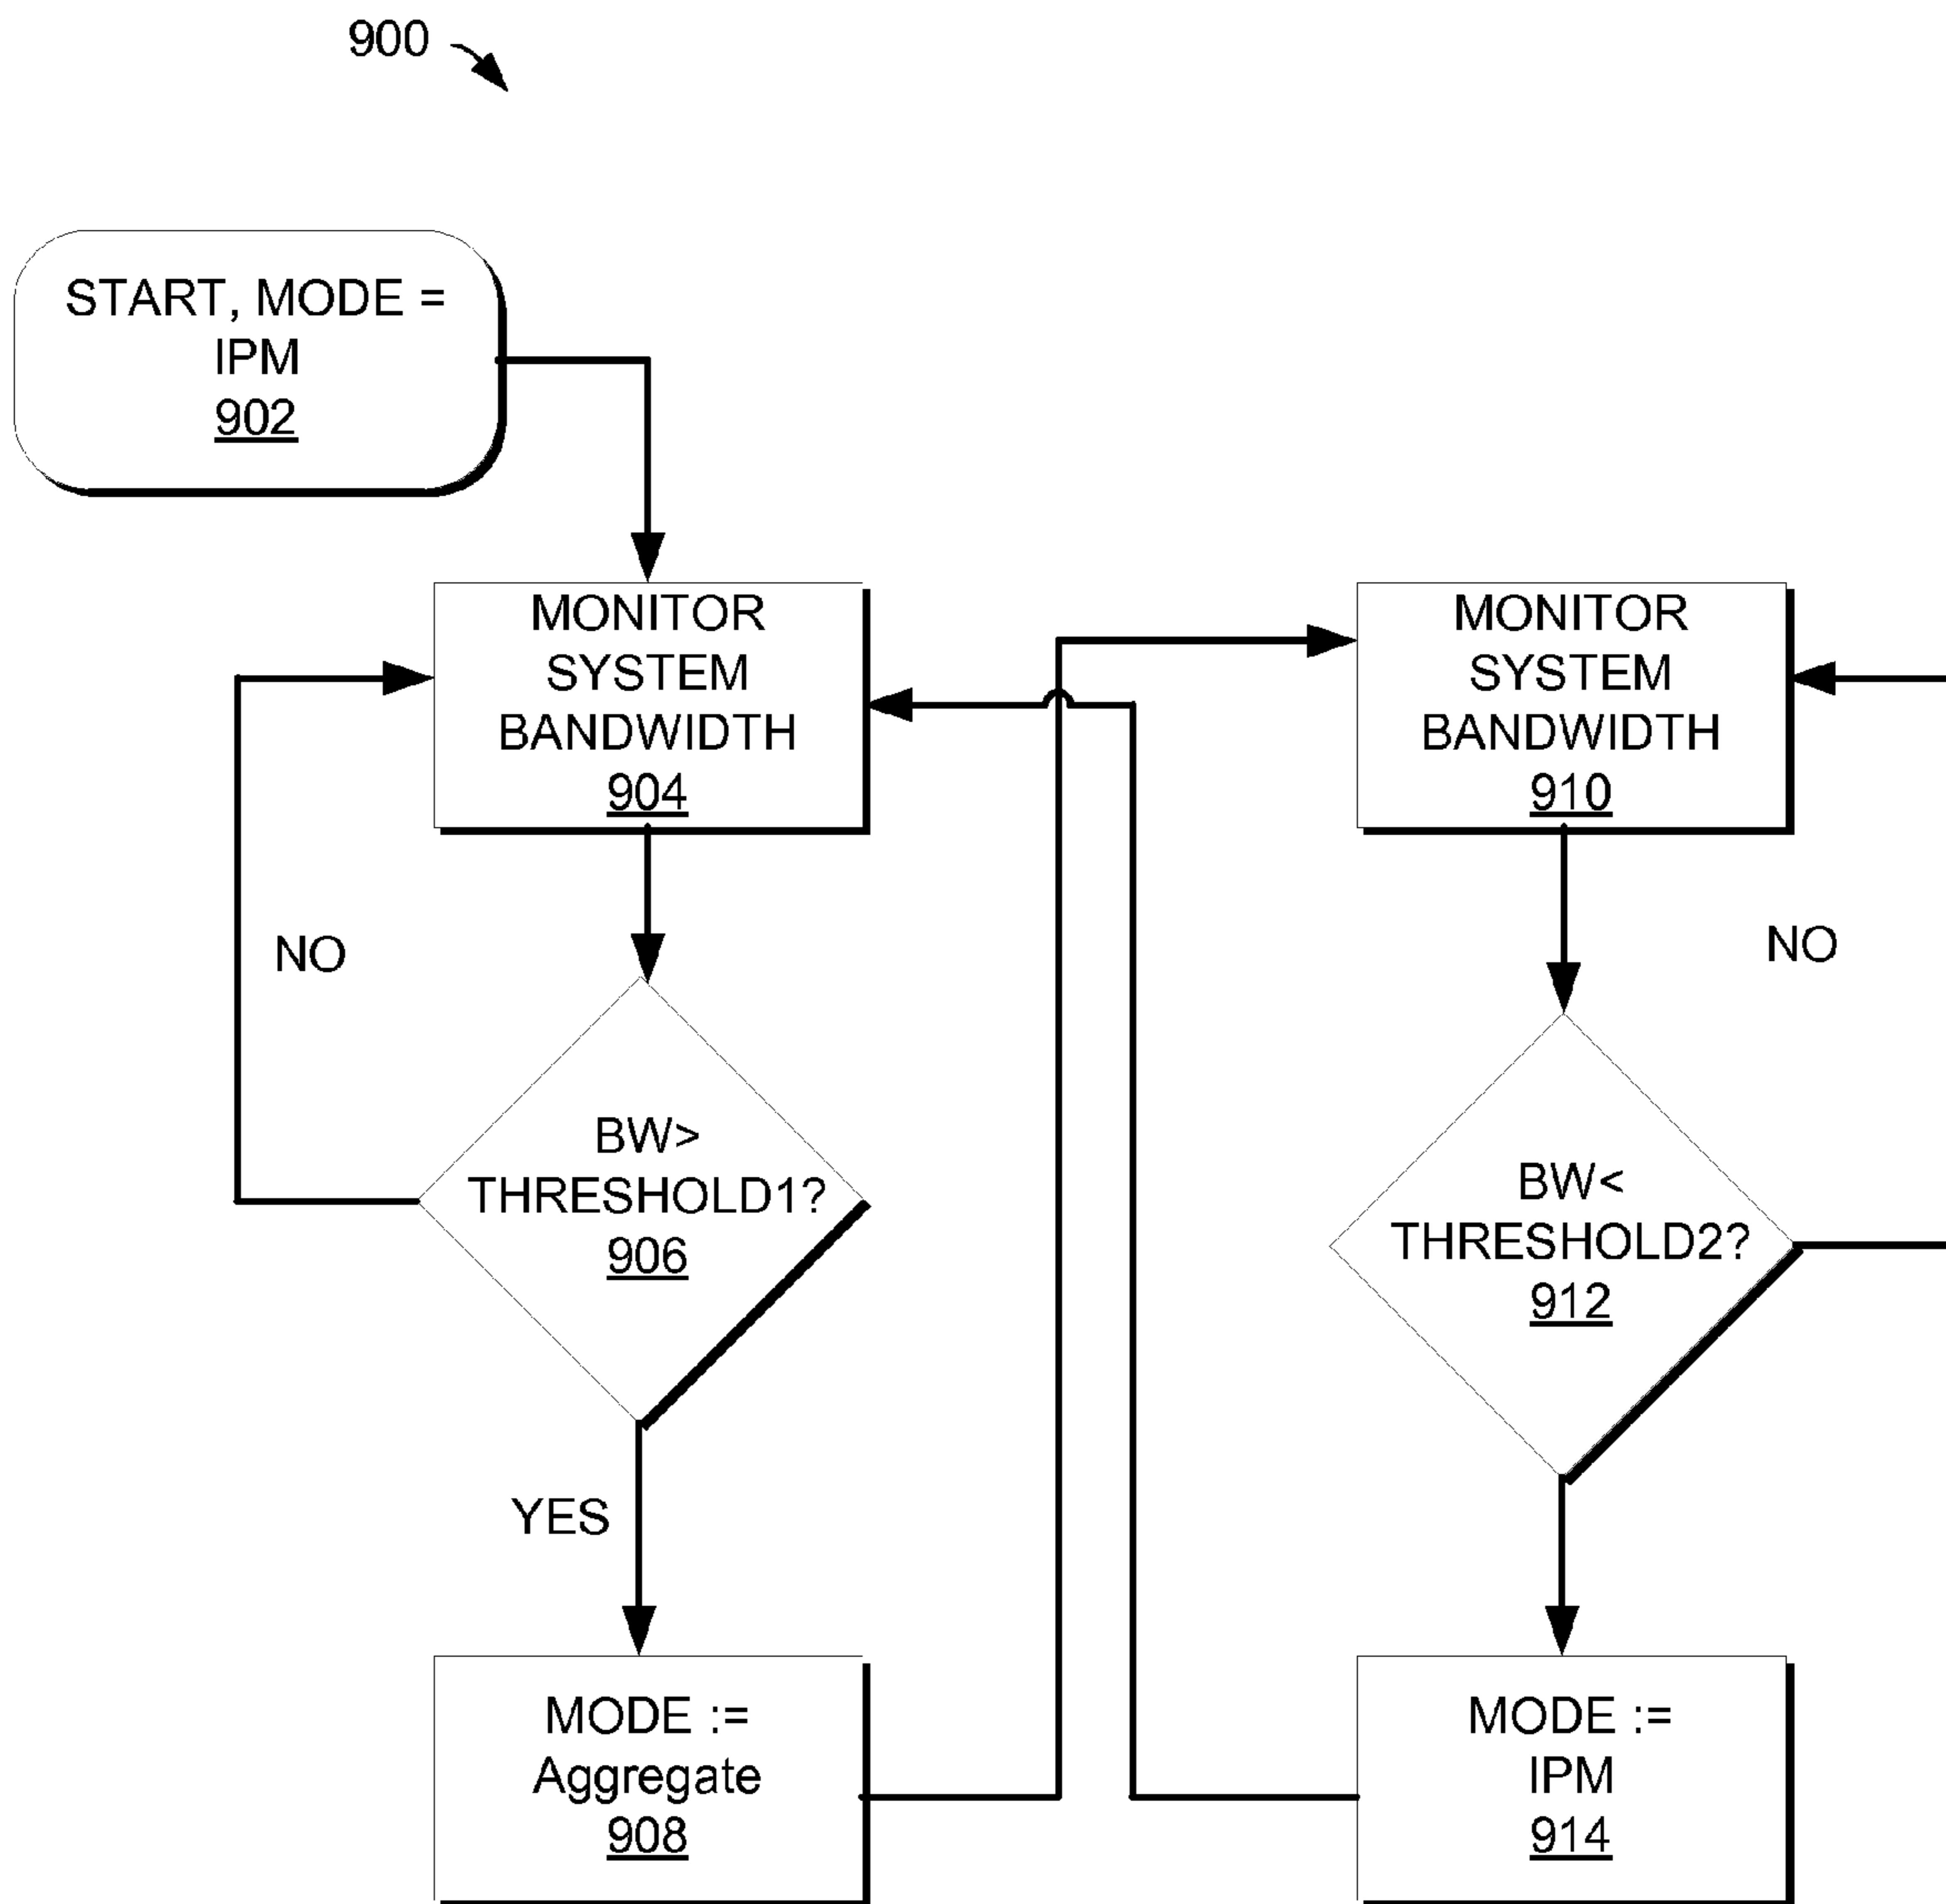 900
START, MODE =
IPM
902
MONITOR
SYSTEM
BANDWIDTH
904
NO
BW>
THRESHOLD1?
906
YES
MODE :=
Aggregate
908
MONITOR
SYSTEM
BANDWIDTH
910
NO
BW<
THRESHOLD2?
912
MODE :=
IPM
914